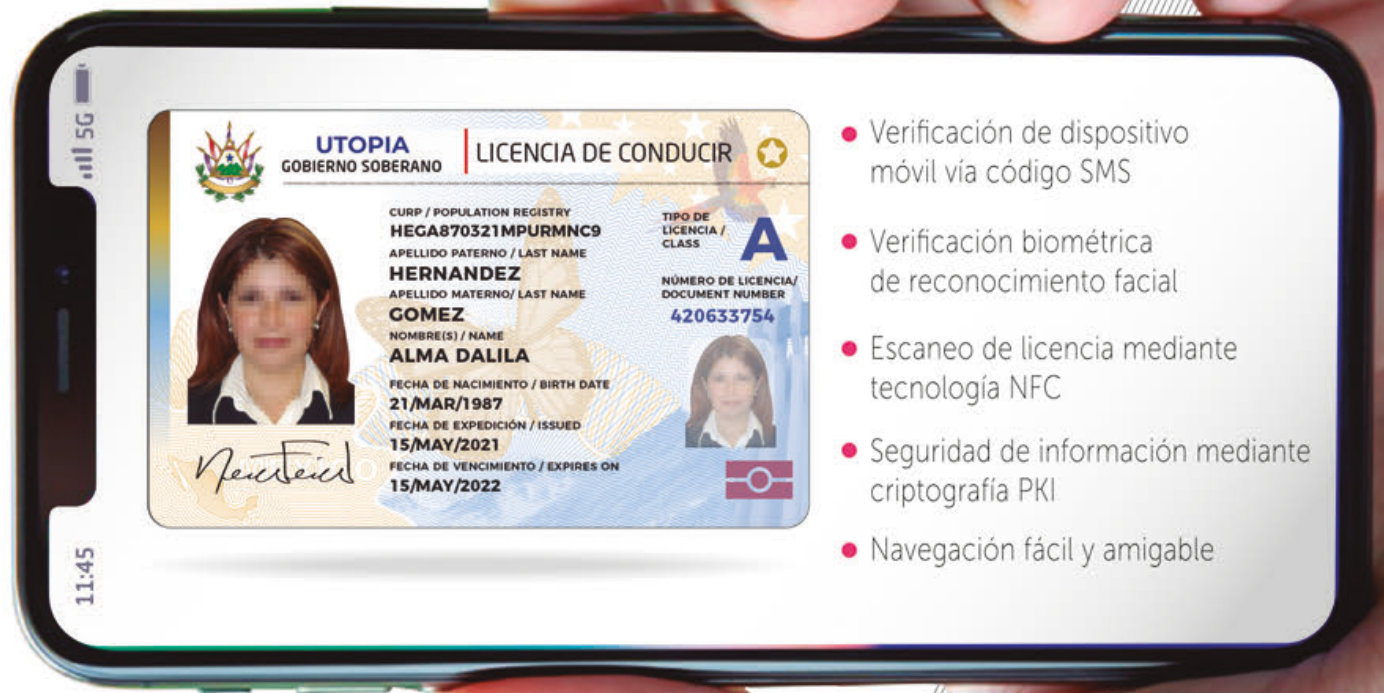 5G
11:45
UTOPIA
GOBIERNO SOBERANO
LICENCIA DE CONDUCIR
CURP / POPULATION REGISTRY
HEGA870321MPURMNC9
APELLIDO PATERNO / LAST NAME
HERNANDEZ
APELLIDO MATERNO/ LAST NAME
GOMEZ
NOMBRE(S) / NAME
ALMA DALILA
FECHA DE NACIMIENTO / BIRTH DATE
21/MAR/1987
FECHA DE EXPEDICIÓN / ISSUED
15/MAY/2021
FECHA DE VENCIMIENTO / EXPIRES ON
15/MAY/2022
TIPO DE
LICENCIA /
CLASS
A
NÚMERO DE LICENCIA/
DOCUMENT NUMBER
420633754
Verificación de dispositivo
móvil vía código SMS
Verificación biométrica
de reconocimiento facial
Escaneo de licencia mediante
tecnología NFC
Seguridad de información mediante
criptografía PKI
Navegación fácil y amigable